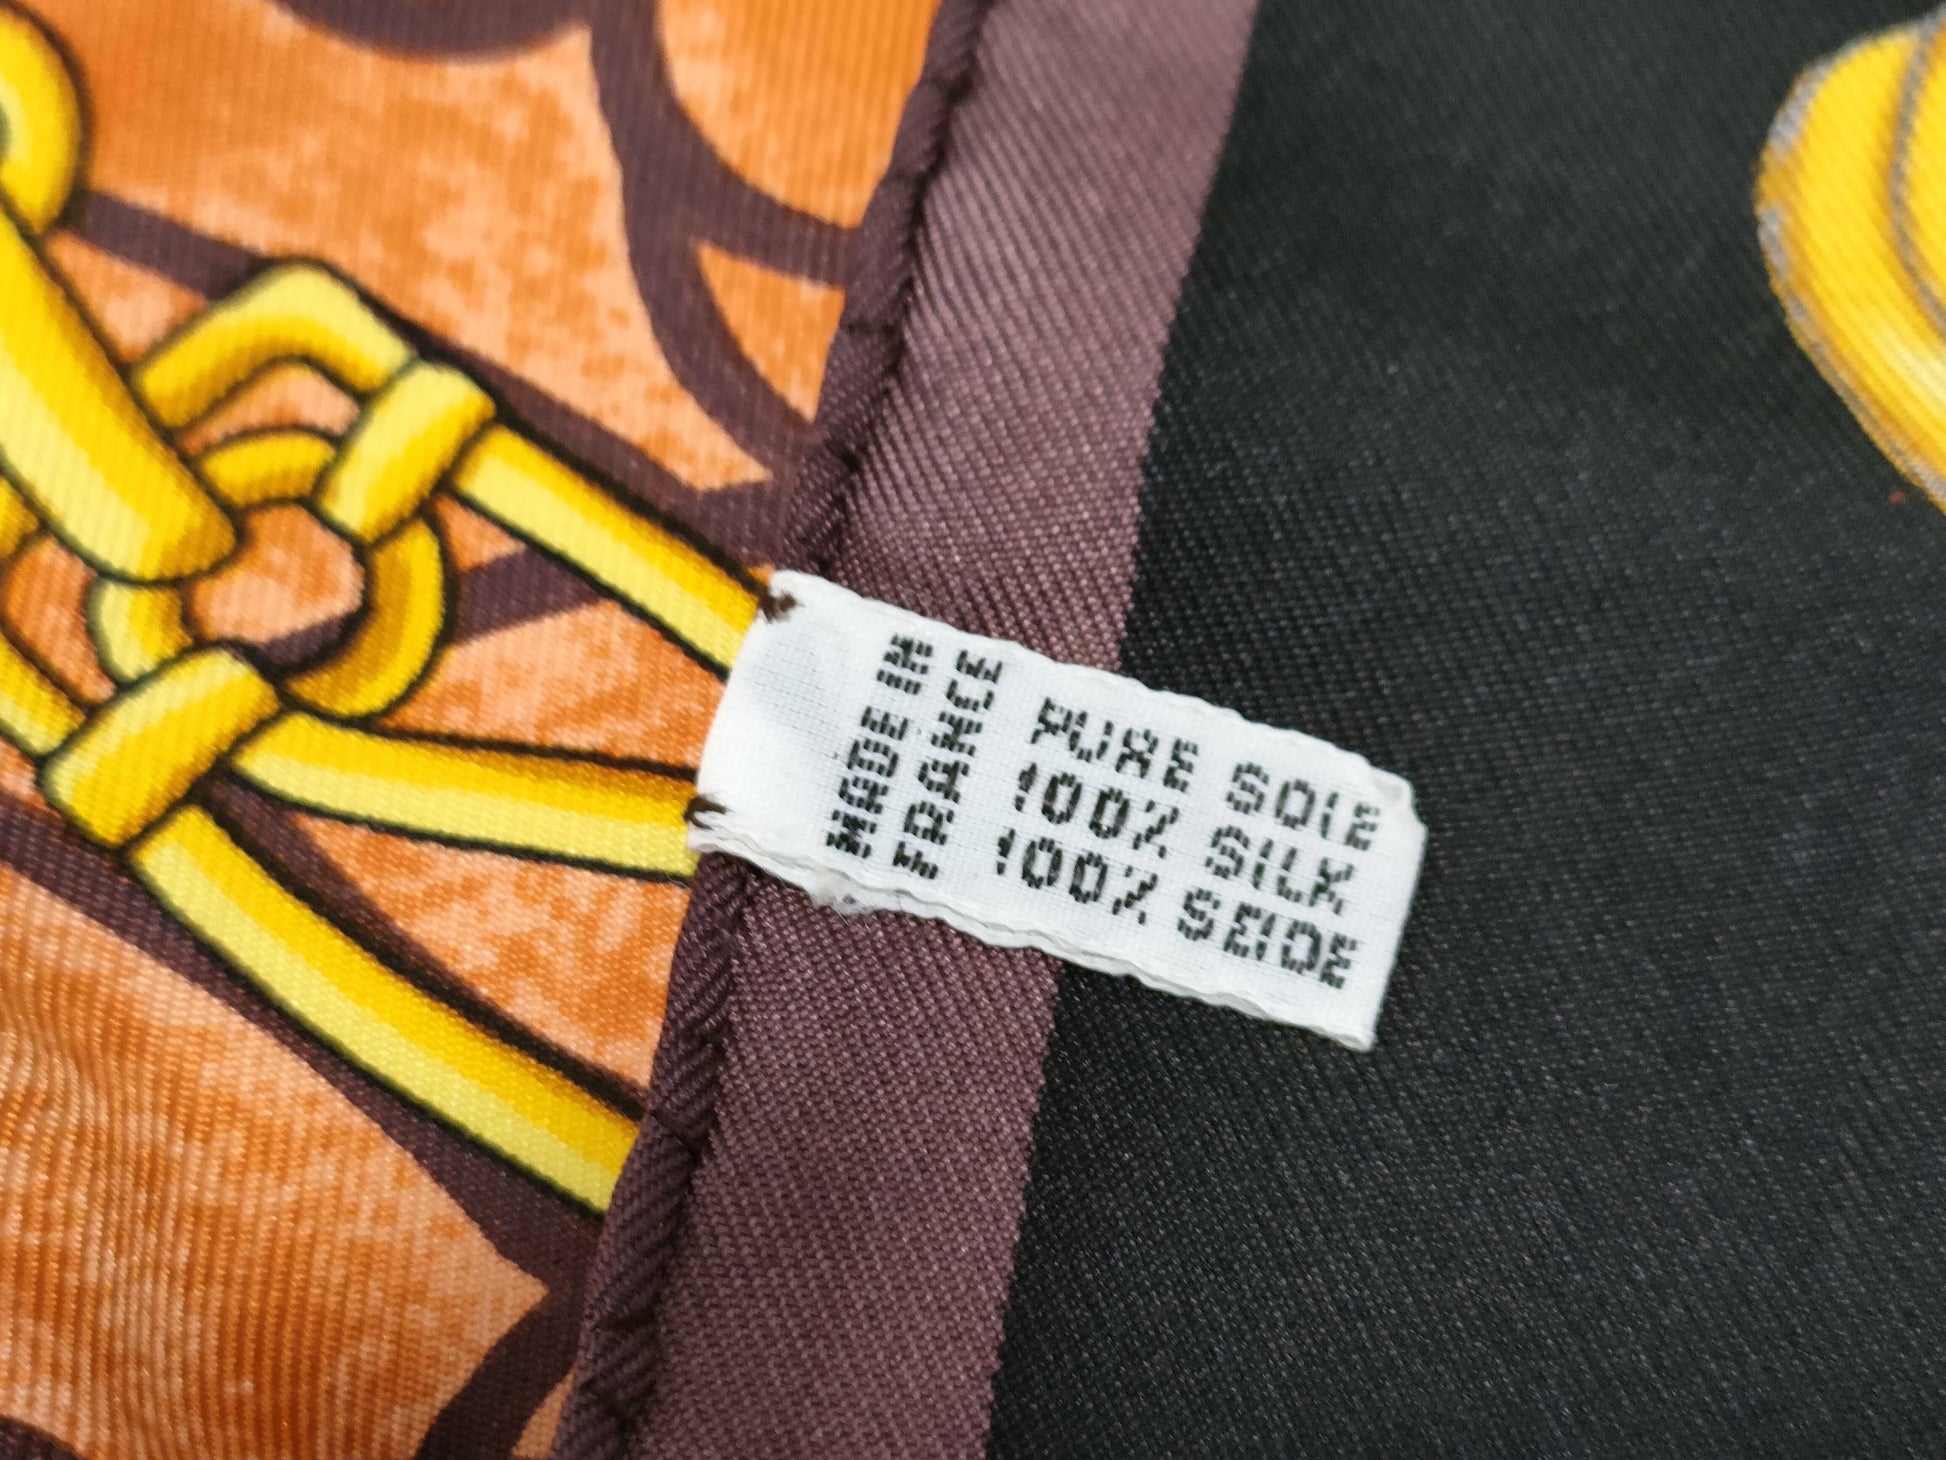 MADE IN
FRANCE
PURE SOIE
100% SILK
100% SEIDE